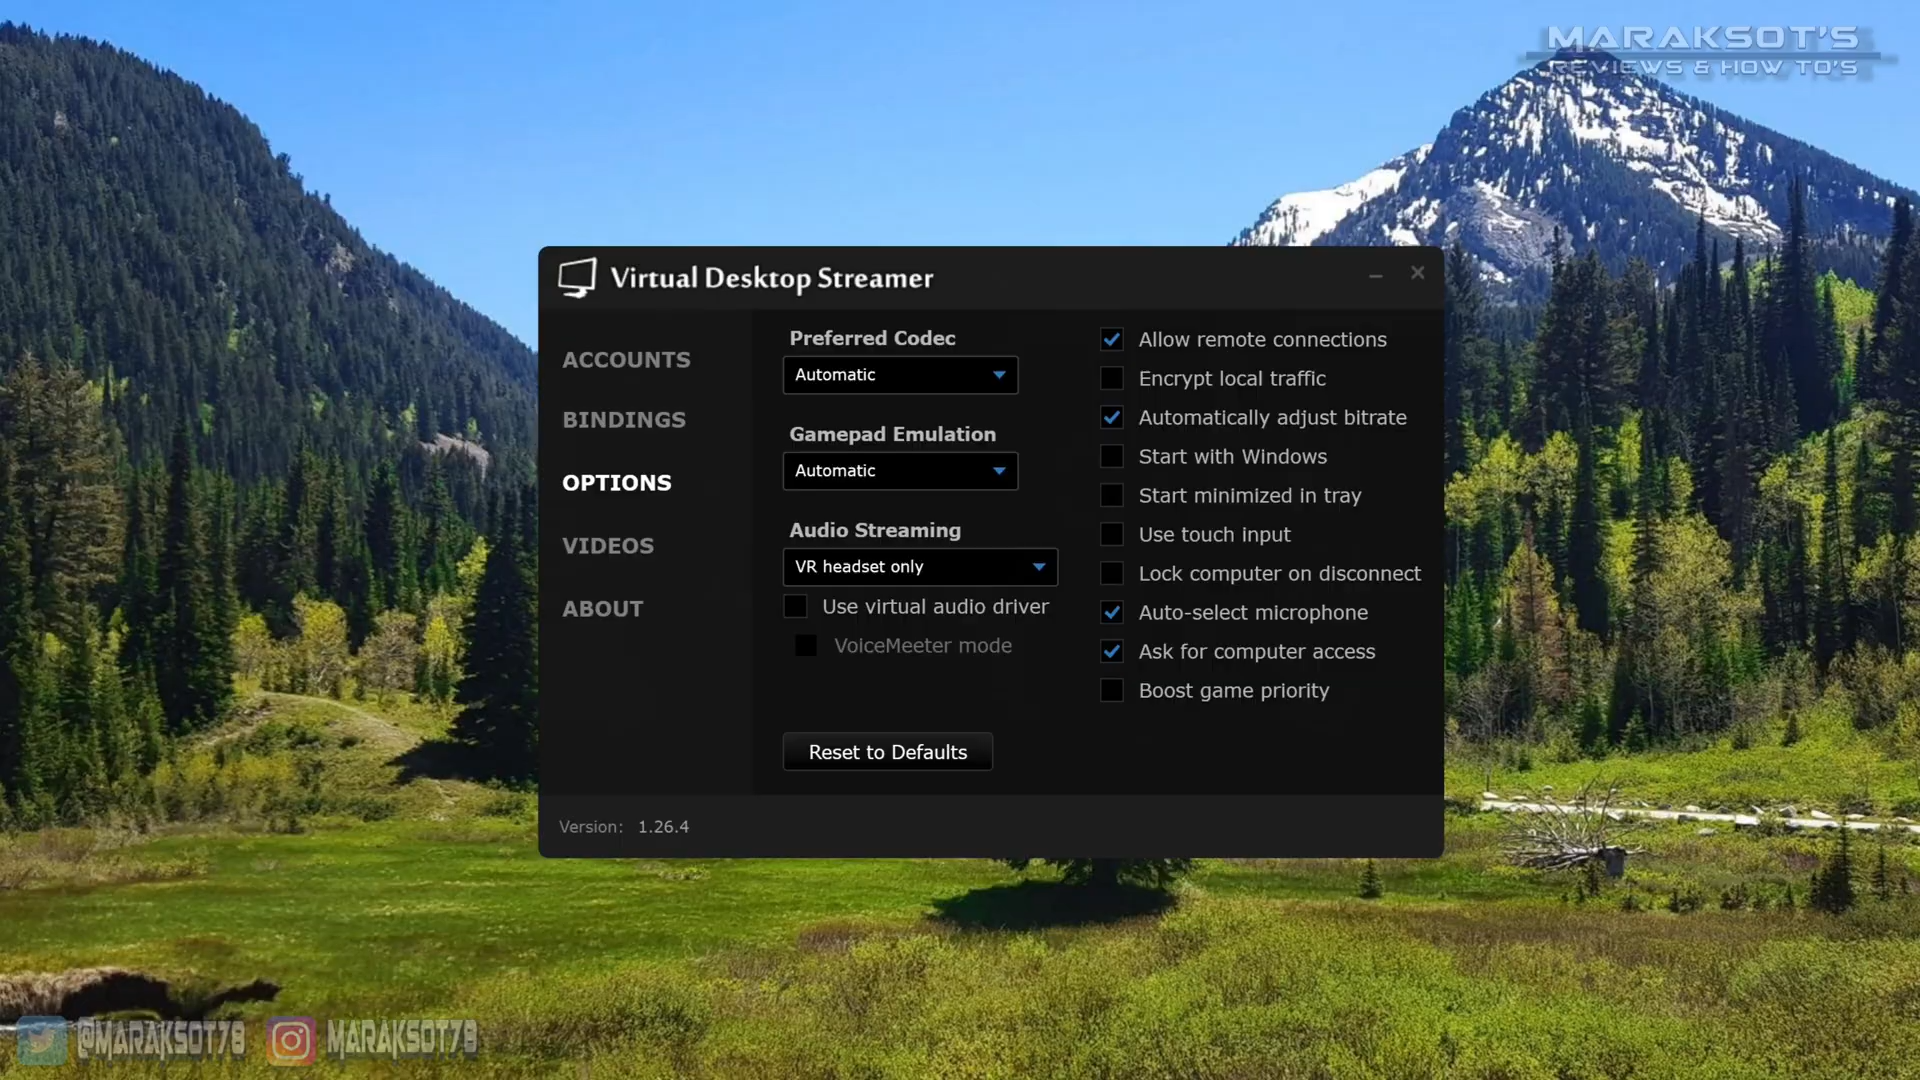 MARAKSOT'S
REVIEWS & HOW TO'S
Virtual Desktop Streamer
ACCOUNTS
BINDINGS
OPTIONS
VIDEOS
ABOUT
Preferred Codec
Automatic
Gamepad Emulation
Automatic
Audio Streaming
VR headset only
Use virtual audio driver
VoiceMeeter mode
Reset to Defaults
Allow remote connections
Encrypt local traffic
Automatically adjust bitrate
Start with Windows
Start minimized in tray
Use touch input
Lock computer on disconnect
Auto-select microphone
Ask for computer access
Boost game priority
Version: 1.26.4
@MARAKSOT78
MARAKSOT78